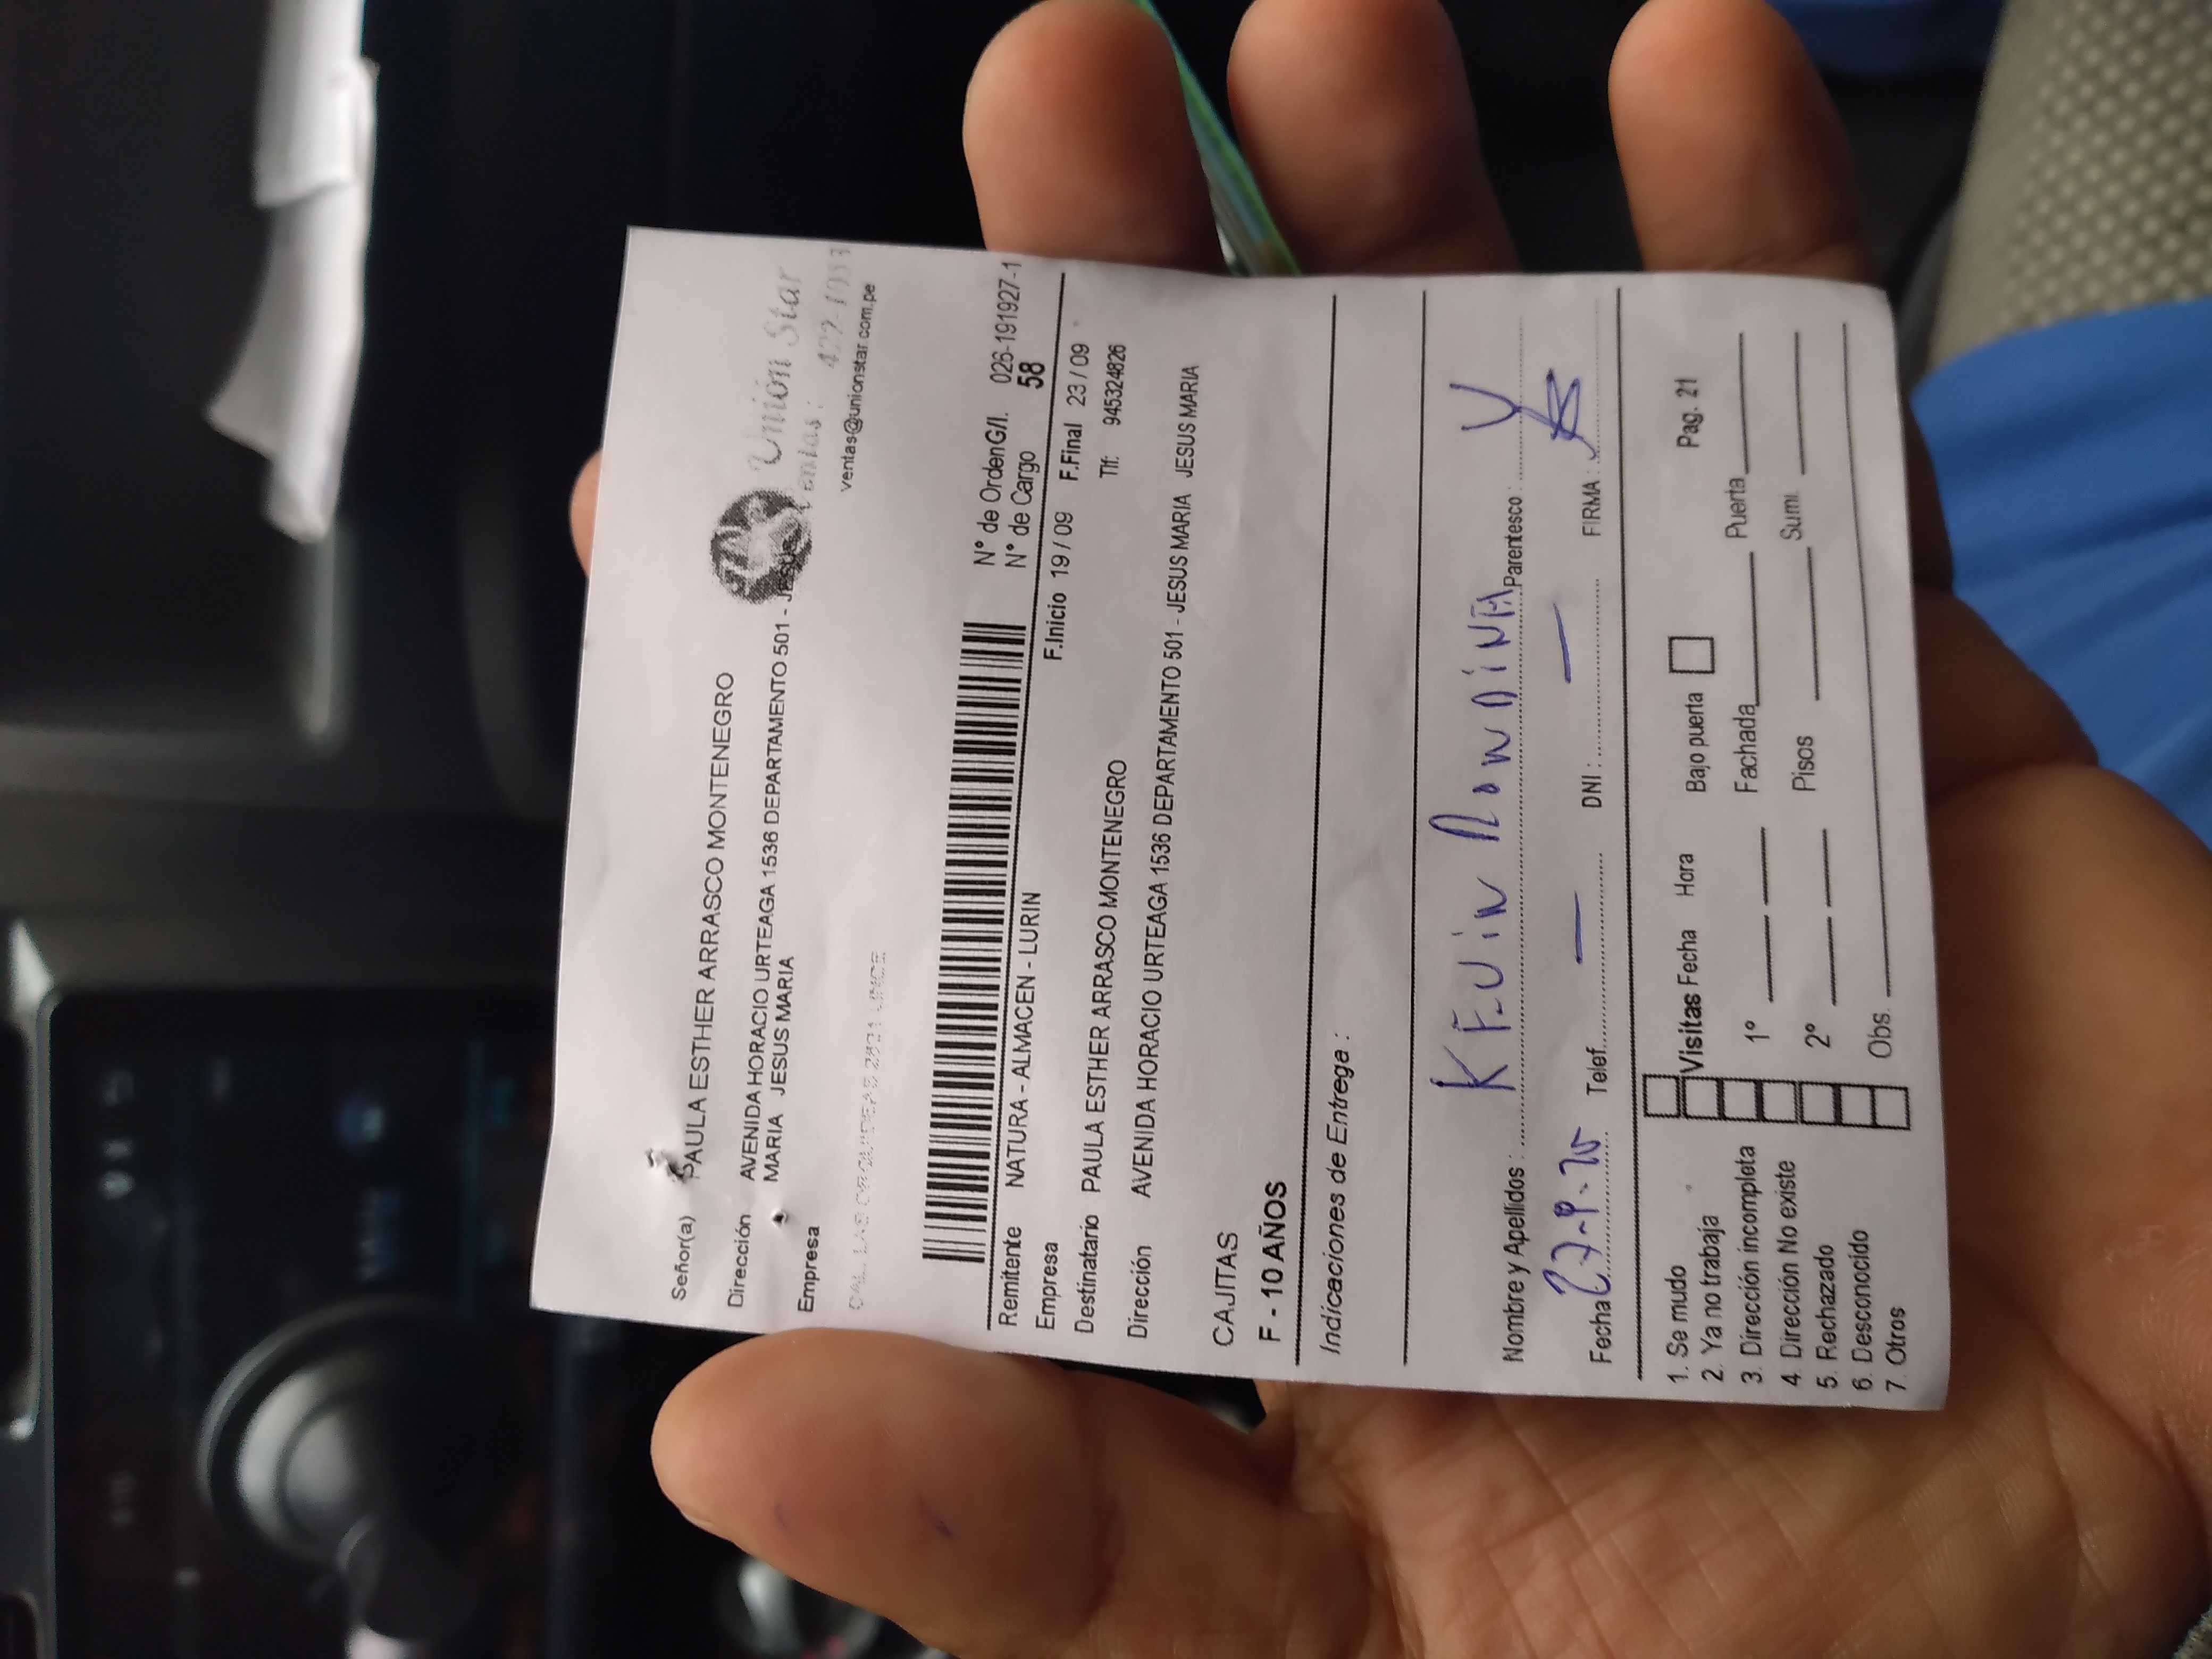 Señor(a) PAULA ESTHER ARRASCO MONTENEGRO
Dirección AVENIDA HORACIO URTEAGA 1536 DEPARTAMENTO 501 - JESUS
MARIA JESUS MARIA
Empresa
Unión Star
ventas@unionstar.com.pe
N° de OrdenG/I. 026-191927-1
N° de Cargo 58
Remitente NATURA - ALMACEN - LURIN
F.Inicio 19 / 09 F.Final 23 / 09
Empresa
Tlf: 945324826
Destinatario PAULA ESTHER ARRASCO MONTENEGRO
Dirección AVENIDA HORACIO URTEAGA 1536 DEPARTAMENTO 501 - JESUS MARIA JESUS MARIA
CAJITAS
F - 10 AÑOS
Indicaciones de Entrega :
Nombre y Apellidos : KEVIN Parentesco :
Fecha Telef. — DNI : — FIRMA :
1. Se mudo
2. Ya no trabaja
3. Dirección incompleta
4. Dirección No existe
5. Rechazado
6. Desconocido
7. Otros
Visitas Fecha Hora Bajo puerta Pag. 21
1° Fachada Puerta
2° Pisos Sumi.
Obs.